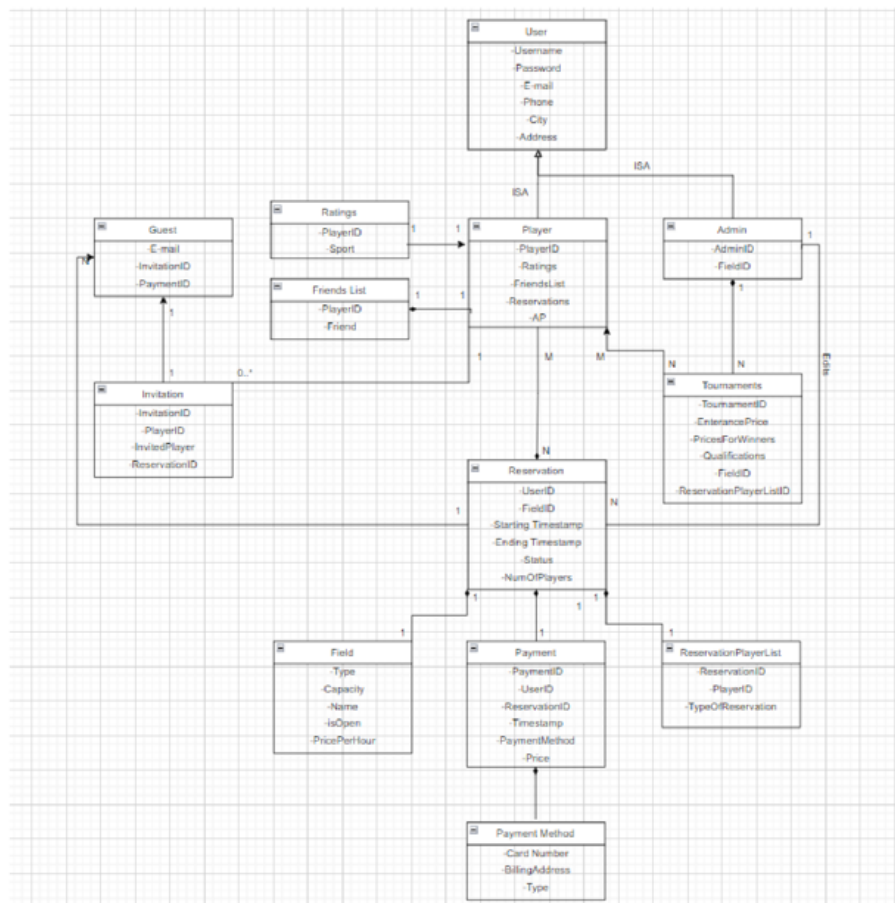 User
-Username
-Password
-E-mail
-Phone
-City
-Address
ISA
ISA
Ratings
-PlayerID
-Sport
1
1
Guest
-E-mail
-InvitationID
-PaymentID
N
Player
-PlayerID
-Ratings
-FriendsList
-Reservations
-AP
Admin
-AdminID
-FieldID
1
1
Friends List
-PlayerID
-Friend
1
1
1
1
1
0..*
1
M
M
N
N
Edits
Invitation
-InvitationID
-PlayerID
-InvitedPlayer
-ReservationID
Tournaments
-TournamentID
-EnterancePrice
-PricesForWinners
-Qualifications
-FieldID
-ReservationPlayerListID
N
Reservation
-UserID
-FieldID
-Starting Timestamp
-Ending Timestamp
-Status
-NumOfPlayers
1
N
1
1
1
1
1
1
Field
-Type
-Capacity
-Name
-isOpen
-PricePerHour
Payment
-PaymentID
-UserID
-ReservationID
-Timestamp
-PaymentMethod
-Price
ReservationPlayerList
-ReservationID
-PlayerID
-TypeOfReservation
Payment Method
-Card Number
-BillingAddress
-Type